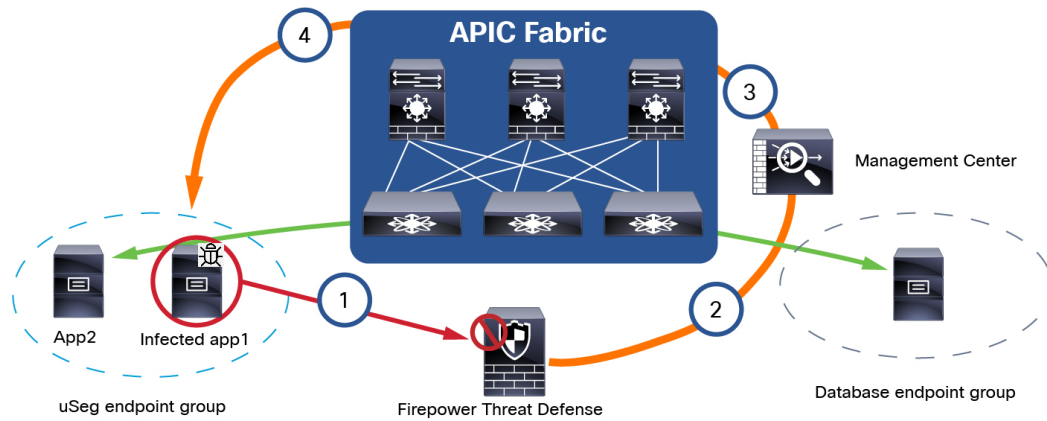 4
APIC Fabric
3
Management Center
1
2
App2
Infected app1
uSeg endpoint group
Firepower Threat Defense
Database endpoint group